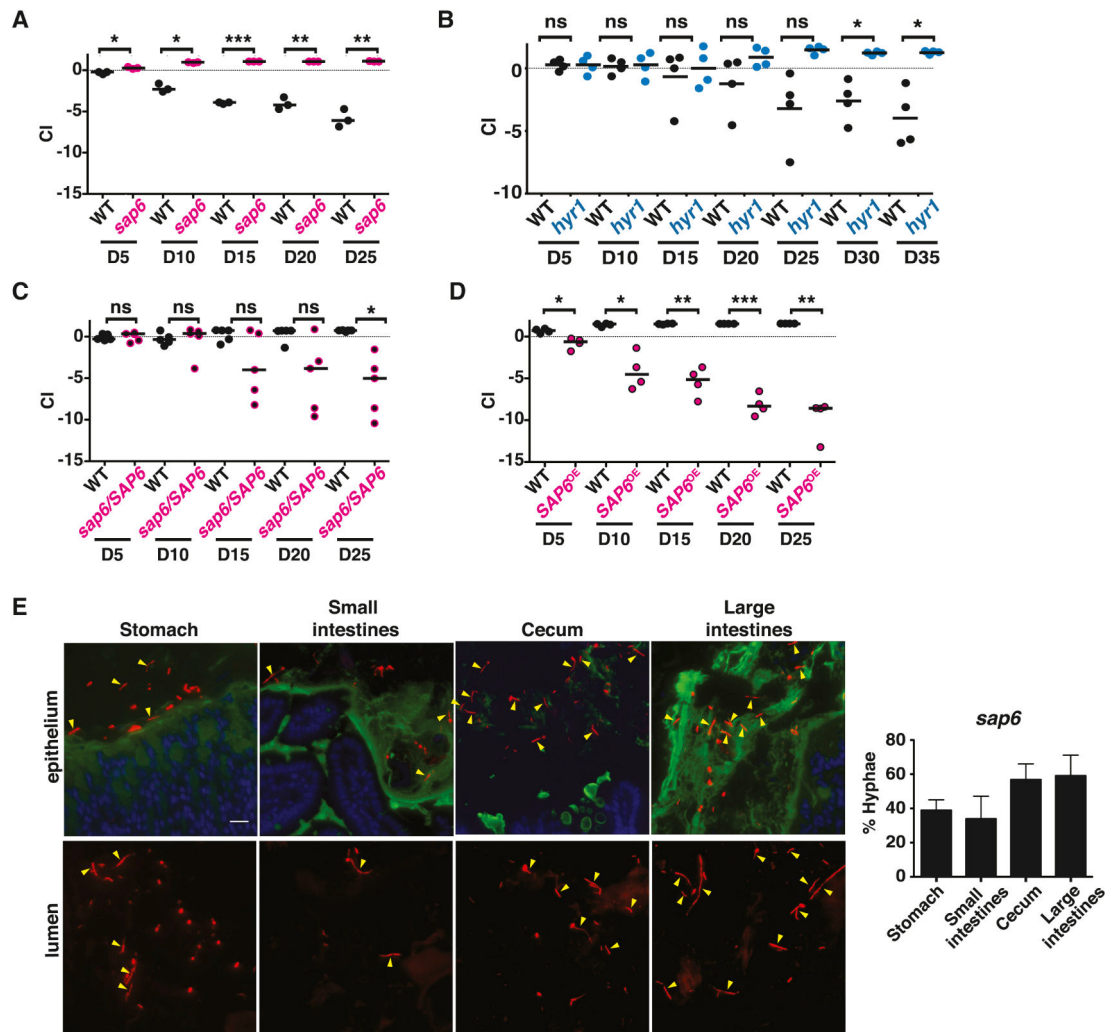 A
* * *** ** **
CI
0
-5
-10
-15
WT sap6 WT sap6 WT sap6 WT sap6 WT sap6
D5 D10 D15 D20 D25
B
ns ns ns ns ns * *
CI
5
0
-5
-10
WT hyr1 WT hyr1 WT hyr1 WT hyr1 WT hyr1 WT hyr1 WT hyr1
D5 D10 D15 D20 D25 D30 D35
C
ns ns ns ns *
CI
5
0
-5
-10
-15
WT sap6/SAP6 WT sap6/SAP6 WT sap6/SAP6 WT sap6/SAP6 WT sap6/SAP6
D5 D10 D15 D20 D25
D
* * ** *** **
CI
5
0
-5
-10
-15
WT SAP6OE WT SAP6OE WT SAP6OE WT SAP6OE WT SAP6OE
D5 D10 D15 D20 D25
E
Stomach
Small
intestines
Cecum
Large
intestines
epithelium
lumen
sap6
% Hyphae
80
60
40
20
0
Stomach
Small
intestines
Cecum
Large
intestines